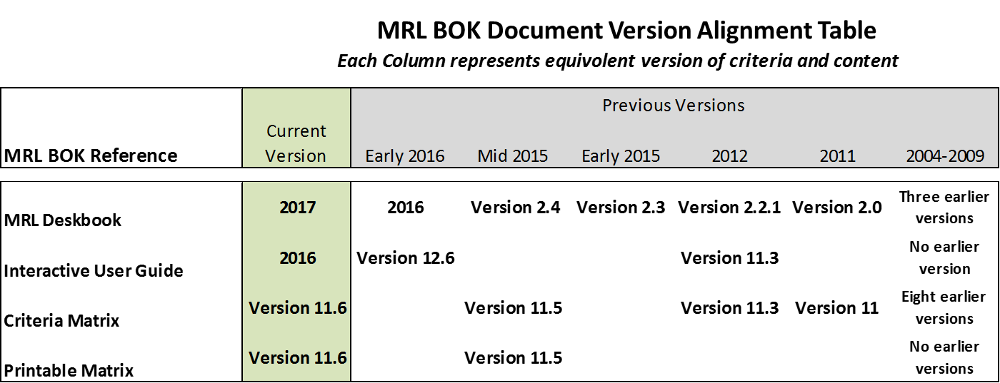 MRL BOK Document Version Alignment Table
Each Column represents equivolent version of criteria and content
Previous Versions
Current
MRL BOK Reference Version Early 2016 Mid 2015 Early 2015 2012 2011 2004-2009
MRL Deskbook 2017 2016 Version 2.4 Version 2.3 Version 2.2.1 Version 2.0 Three earlier
versions
Interactive User Guide 2016 Version 12.6 Version 11.3 No earlier
version
Criteria Matrix Version 11.6 Version 11.5 Version 11.3 Version 11 Eight earlier
versions
Printable Matrix Version 11.6 Version 11.5 No earlier
versions